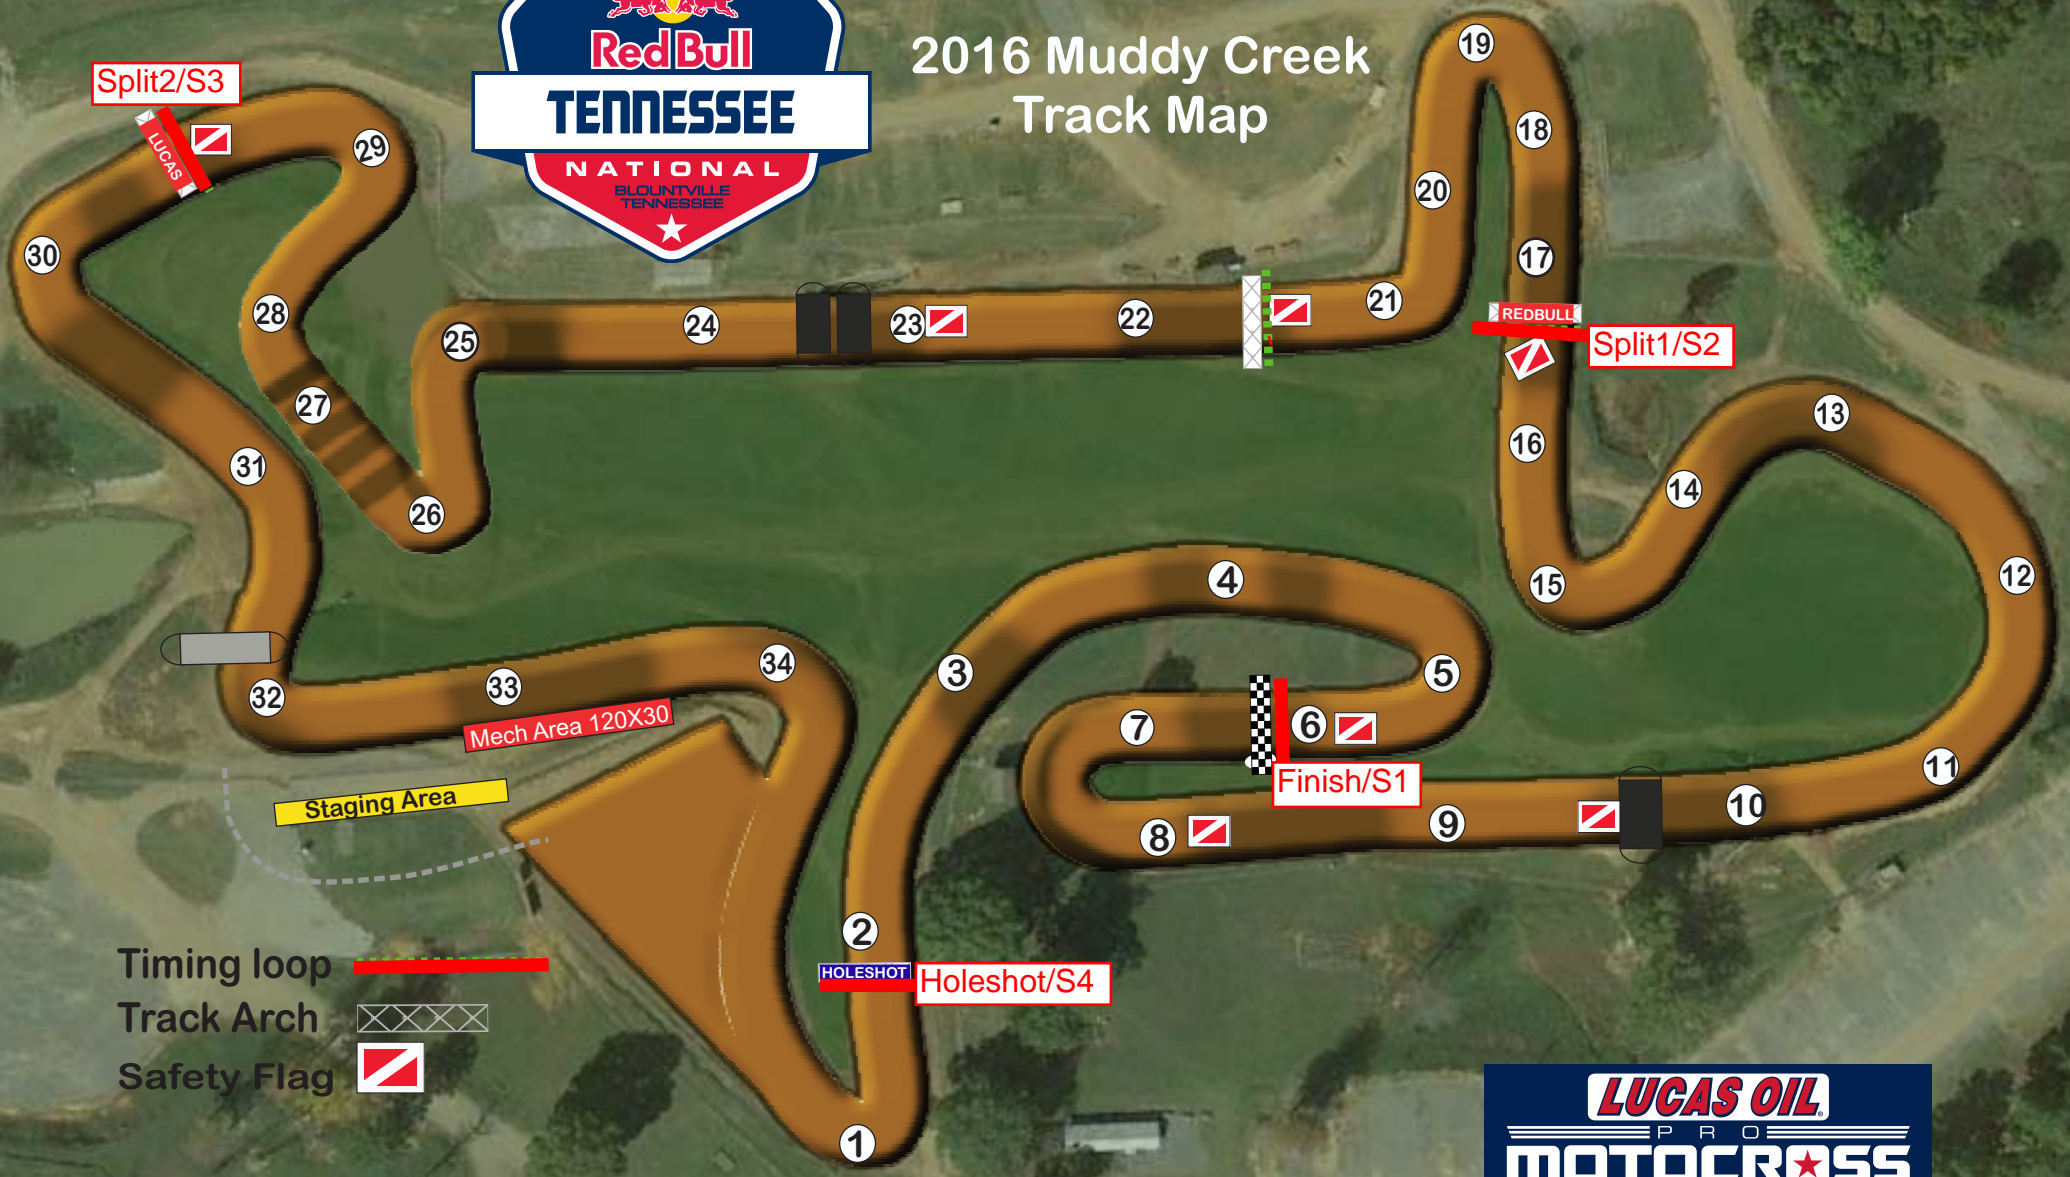 Red Bull
TENNESSEE
NATIONAL
BLOUNTVILLE
TENNESSEE
2016 Muddy Creek
Track Map
Split2/S3
LUCAS
19
18
20
17
29
30
28
25
24
23
22
21
REDBULL
Split1/S2
27
31
26
16
13
14
15
12
4
3
5
34
33
32
Mech Area 120X30
7
6
Finish/S1
11
10
9
8
Staging Area
2
HOLESHOT
Holeshot/S4
Timing loop
Track Arch
Safety Flag
1
LUCAS OIL
PRO
MOTOCROSS